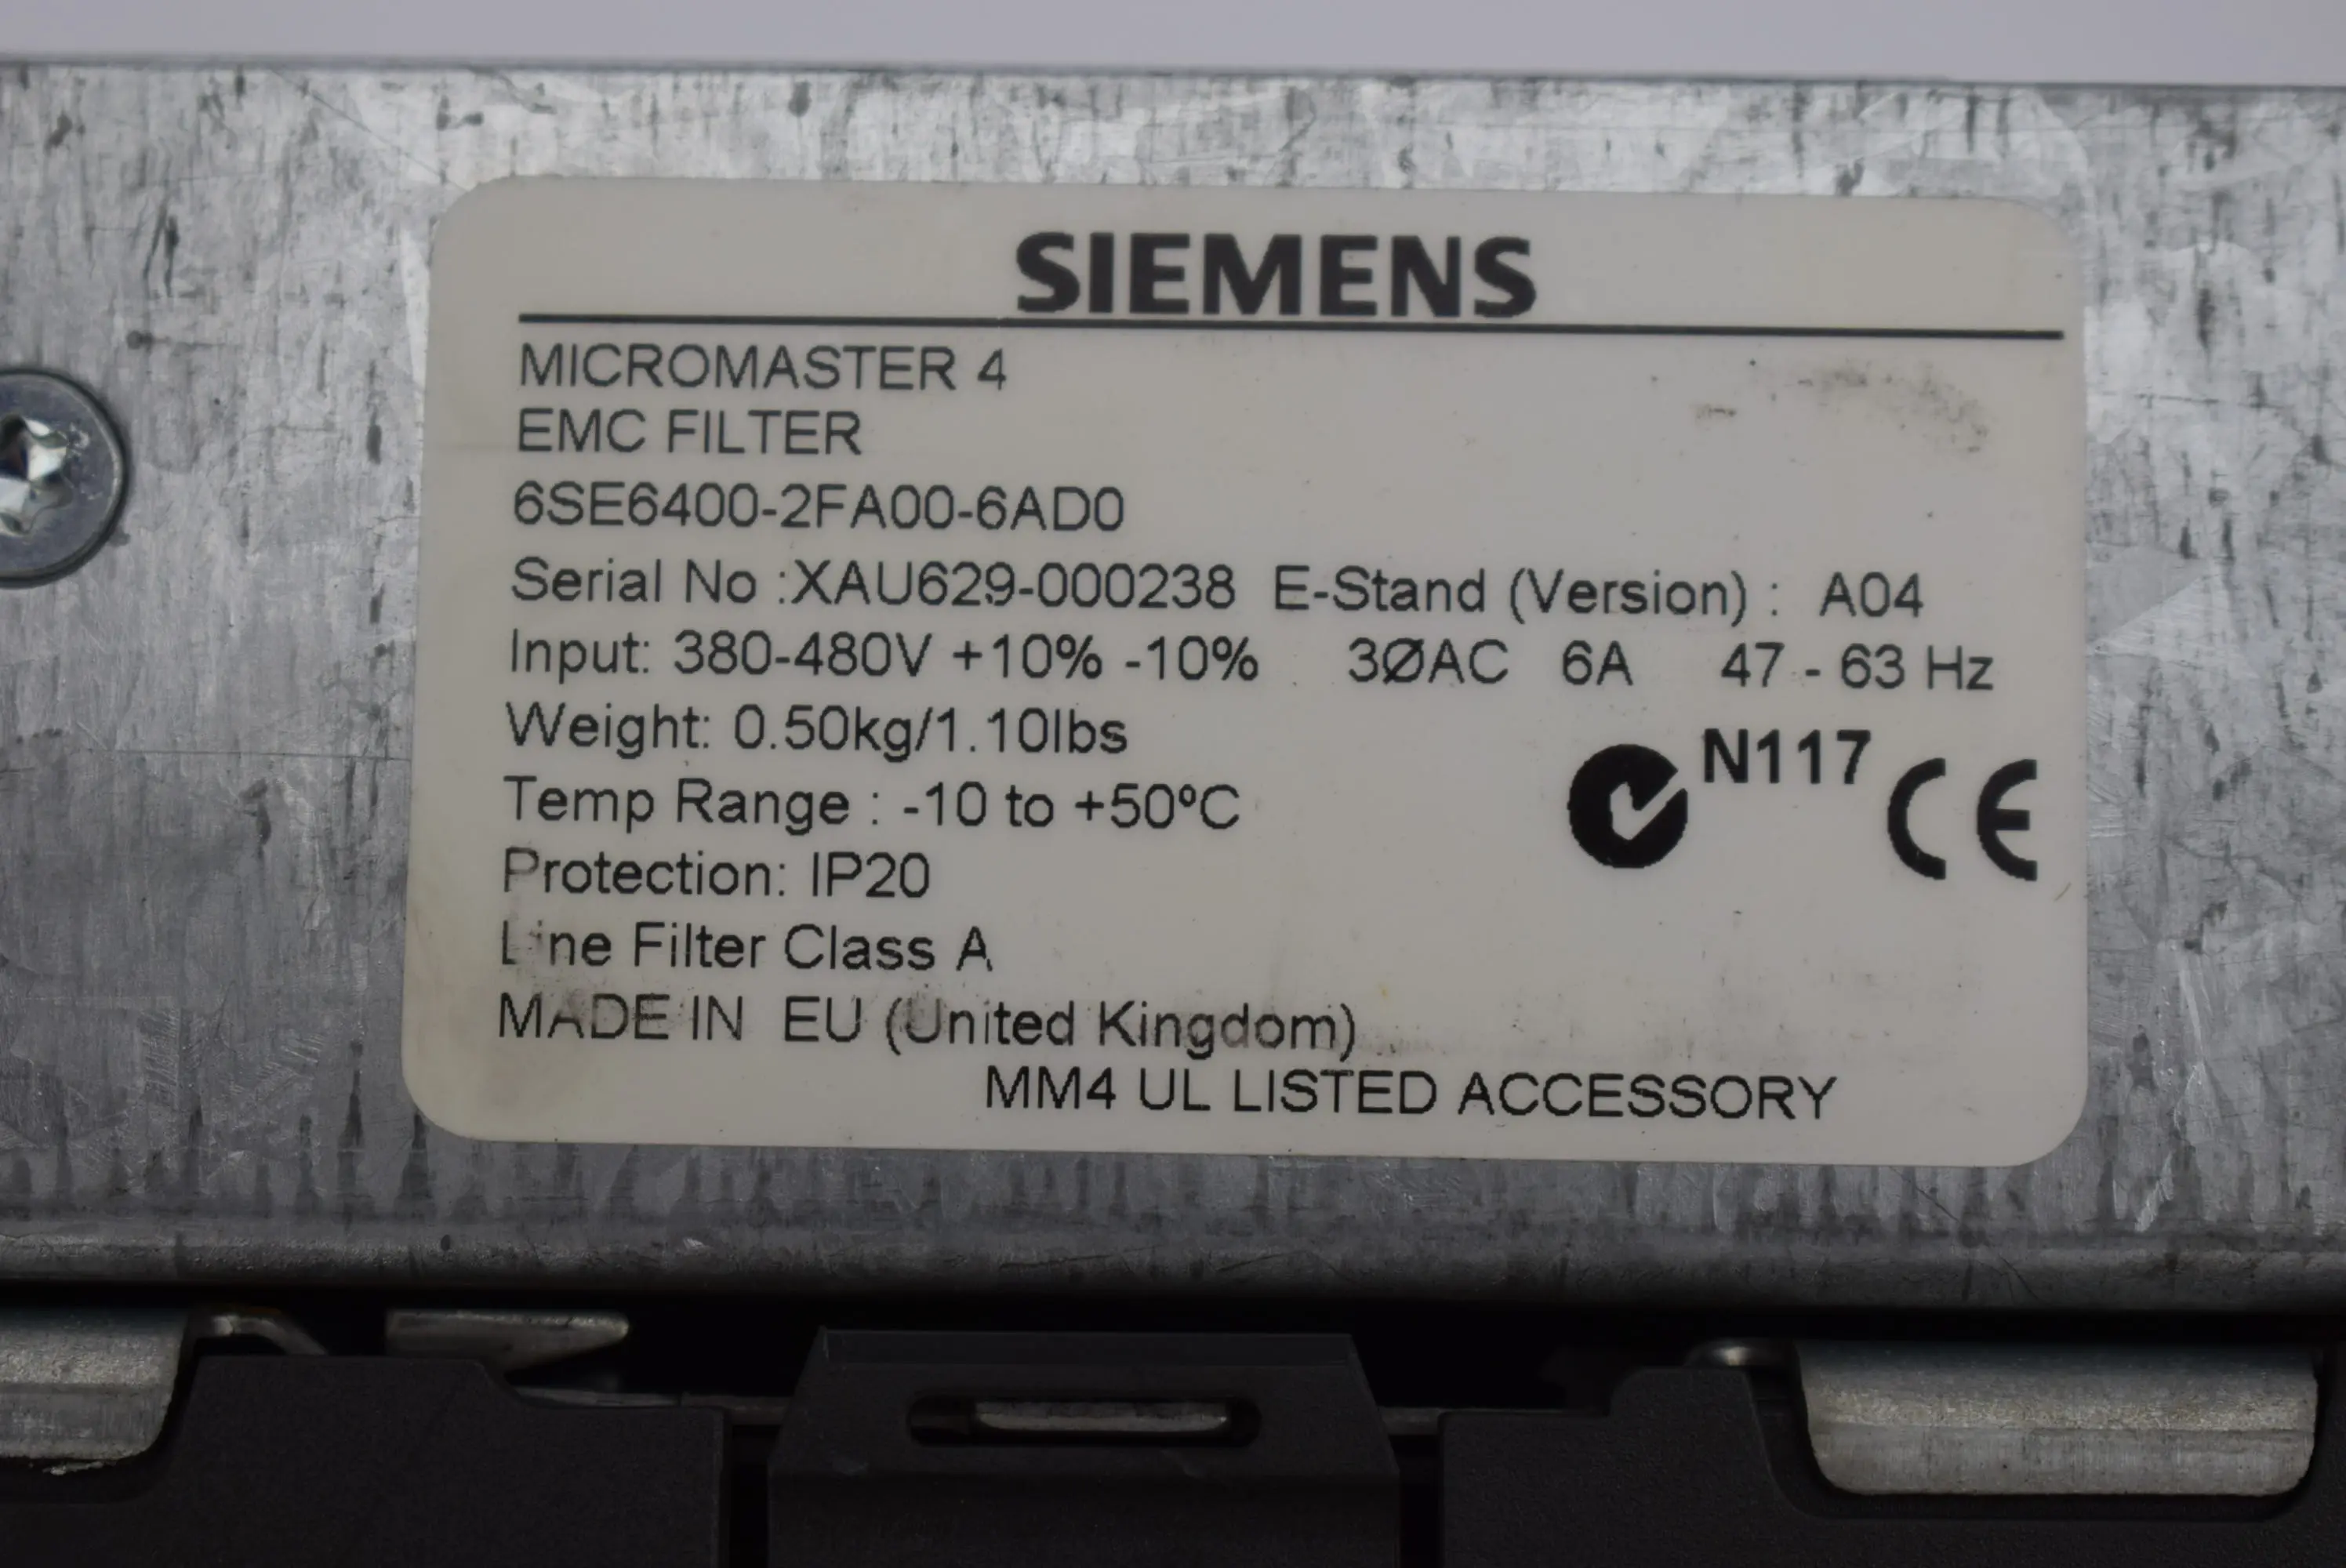 SIEMENS
MICROMASTER 4
EMC FILTER
6SE6400-2FA00-6AD0
Serial No :XAU629-000238 E-Stand (Version) : A04
Input: 380-480V +10% -10% 3ØAC 6A 47 - 63 Hz
Weight: 0.50kg/1.10lbs
N117 CE
Temp Range : -10 to +50ºC
Protection: IP20
Line Filter Class A
MADE IN EU (United Kingdom)
MM4 UL LISTED ACCESSORY